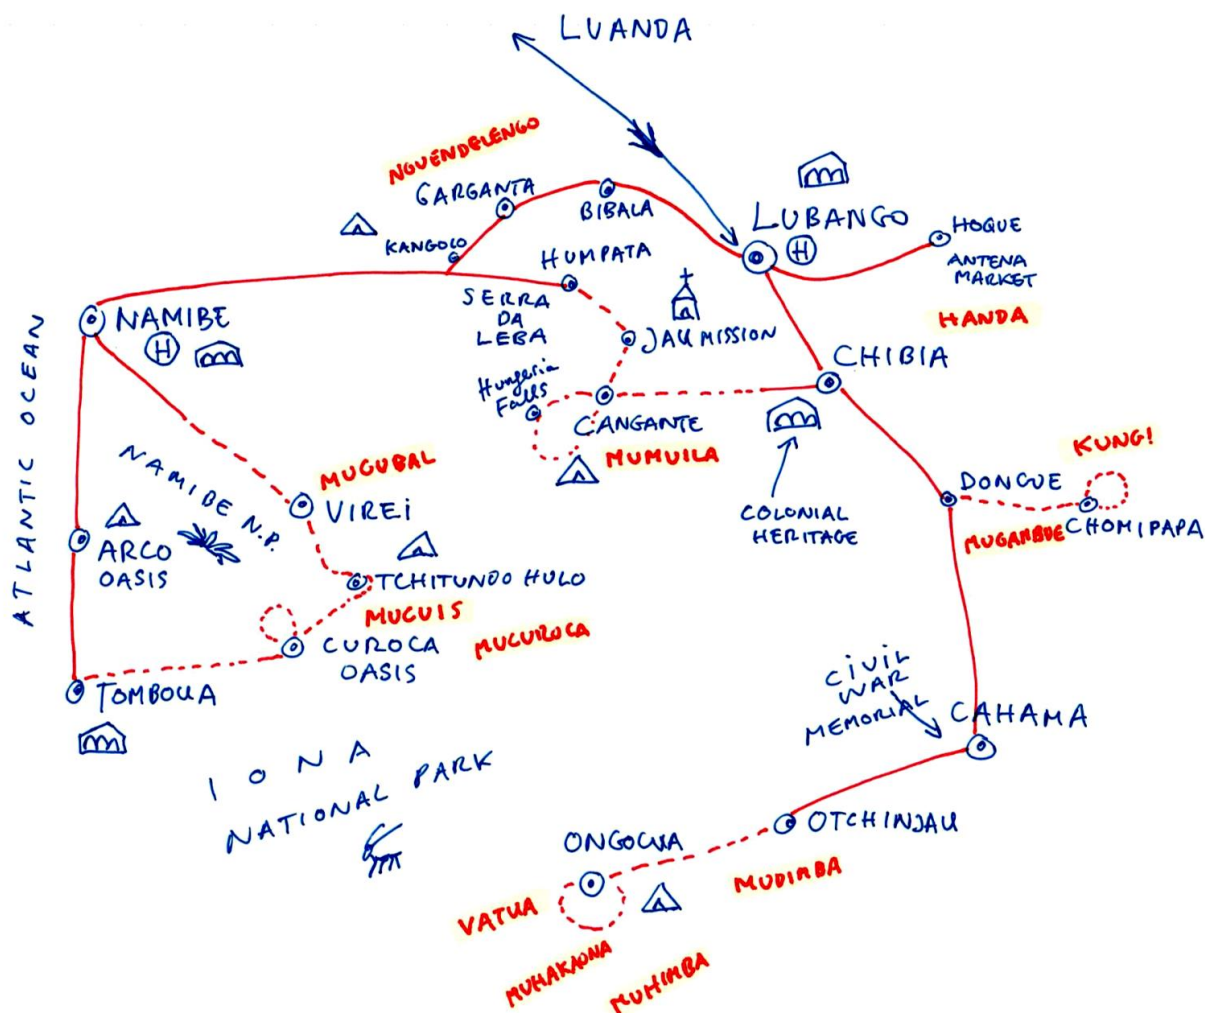 LUANDA
NGUENDELENGO
GARGANTA
BIBALA
KANGOLO
HUMPATA
LUBANGO
H
HOQUE
ANTENA
MARKET
HANDA
SERRA
DA
LEBA
JAU MISSION
NAMIBE
H
ATLANTIC OCEAN
CHIBIA
Hungeria
Falls
CANGANTE
MUMUILA
COLONIAL
HERITAGE
KUNG!
DONGUE
MUGAMBUE
CHOMIPAPA
MUCUBAL
VIREI
NAMIBE N.P.
ARCO
OASIS
TCHITUNDO HULO
MUCUIS
MUCUROCA
CUROCA
OASIS
TOMBOUA
CIVIL
WAR
MEMORIAL
CAHAMA
IONA
NATIONAL PARK
OTCHINJAU
ONGOCUA
MUDIMBA
VATUA
MUHAKAONA
MUHIMBA